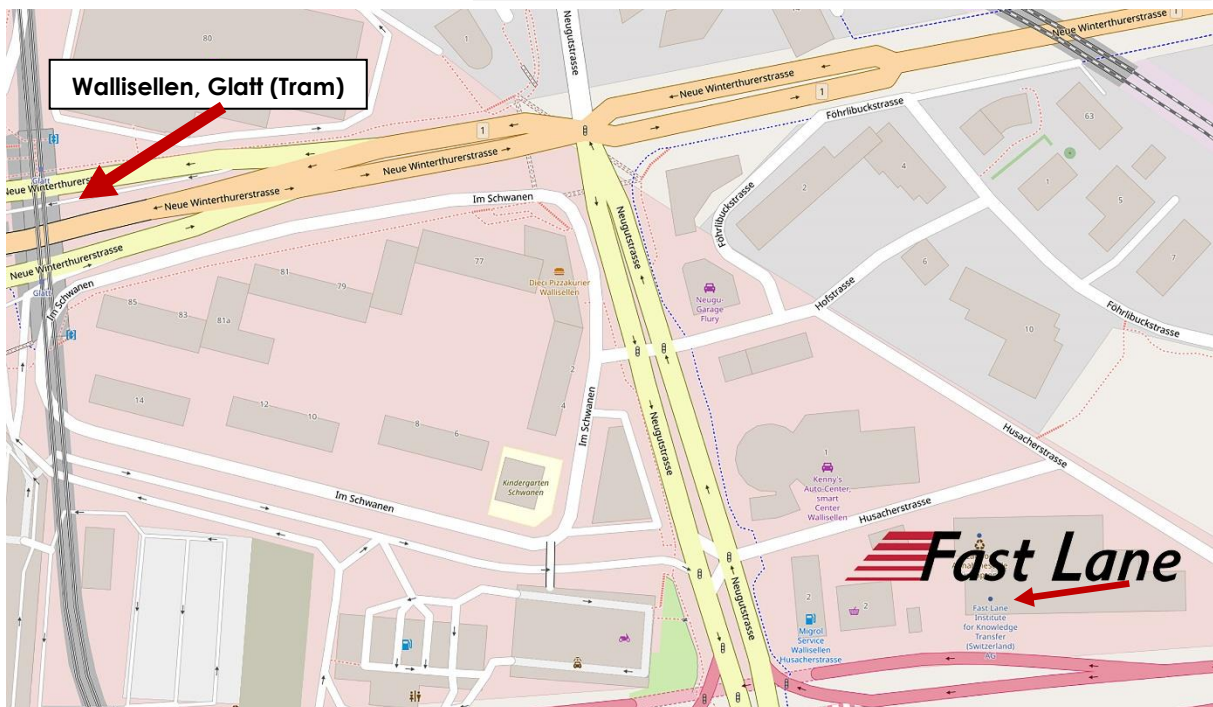 80
1
Neugutstrasse
1
Wallisellen, Glatt (Tram)
Neue Winterthurerstrasse
Neue Winterthurerstrasse
1
Föhrlibuckstrasse
63
1
Neue Winterthurerstrasse
Glatt
Neue Winterthurerstrasse
4
2
1
5
Im Schwanen
Föhrlibuckstrasse
Neue Winterthurerstrasse
Neugutstrasse
7
6
77
81
79
Dieci Pizzakurier
Wallisellen
Neue Winterthurerstrasse
Glatt
Im Schwanen
85
83
81a
Neugu-
Garage
Flury
Hofstrasse
10
Föhrlibuckstrasse
2
4
14
12
10
8
6
Im Schwanen
Neugutstrasse
Husacherstrasse
1
Kenny's
Auto-Center,
smart
Center
Wallisellen
Kindergarten
Schwanen
Im Schwanen
Husacherstrasse
Fast Lane
Neugutstrasse
2
2
Migrol
Service
Wallisellen
Husacherstrasse
Fast Lane
Institute
for Knowledge
Transfer
(Switzerland)
AG